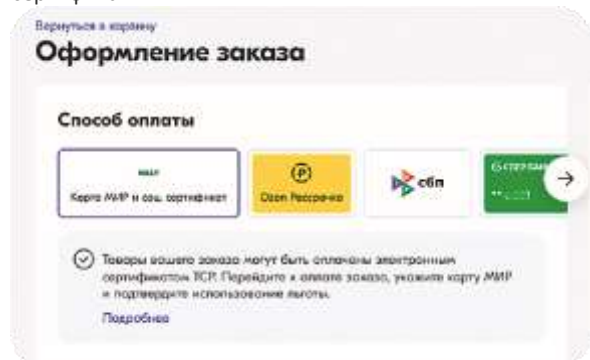 Вернуться в корзину
Оформление заказа
Способ оплаты
Карта МИР и соц. сертификат
Ozon Рассрочка
сбп
Товары вашего заказа могут быть оплачены электронным
сертификатом ТСР. Перейдите к оплате заказа, укажите карту МИР
и подтвердите использование льготы.
Подробнее